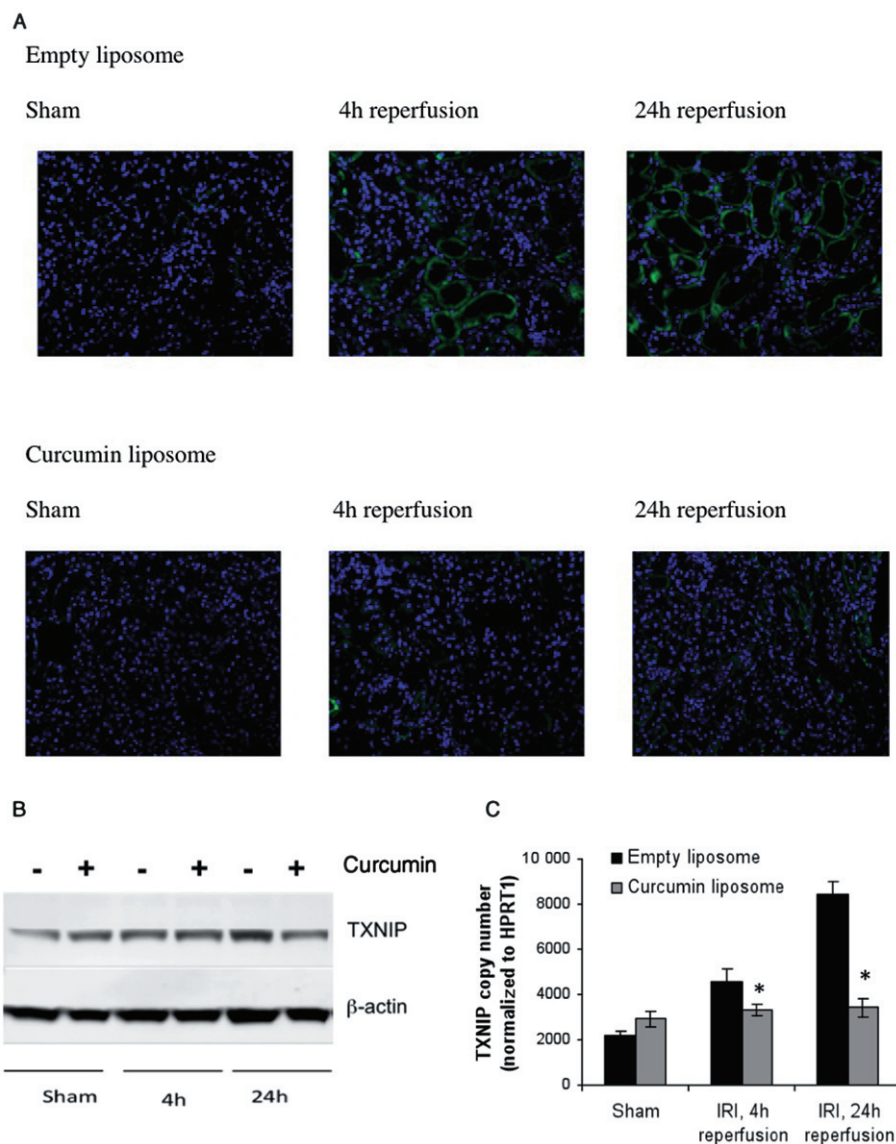 A
Empty liposome
Sham 4h reperfusion 24h reperfusion
Curcumin liposome
Sham 4h reperfusion 24h reperfusion
B
- + - + - + Curcumin
TXNIP
β-actin
Sham 4h 24h
C
TXNIP copy number
(normalized to HPRT1)
10 000
8000
6000
4000
2000
0
Empty liposome
Curcumin liposome
*
*
Sham IRI, 4h IRI, 24h
reperfusion reperfusion